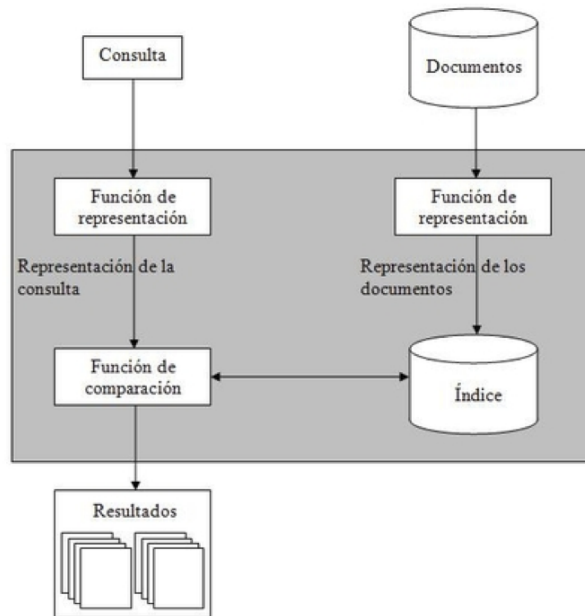 Consulta
Documentos
Función de
representación
Función de
representación
Representación de la
consulta
Representación de los
documentos
Función de
comparación
Índice
Resultados